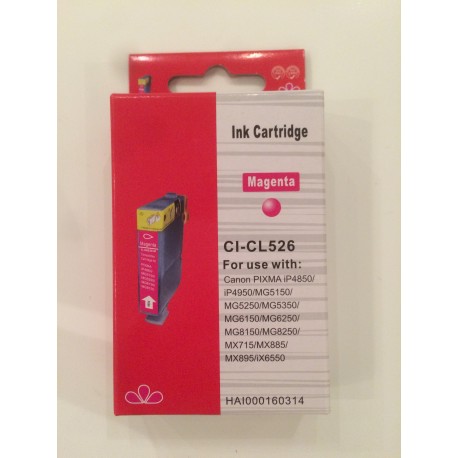 Ink Cartridge
Magenta
CI-CL526
For use with:
Canon PIXMA iP4850/
iP4950/MG5150/
MG5250/MG5350/
MG6150/MG6250/
MG8150/MG8250/
MX715/MX885/
MX895/iX6550
HAI000160314
Magenta